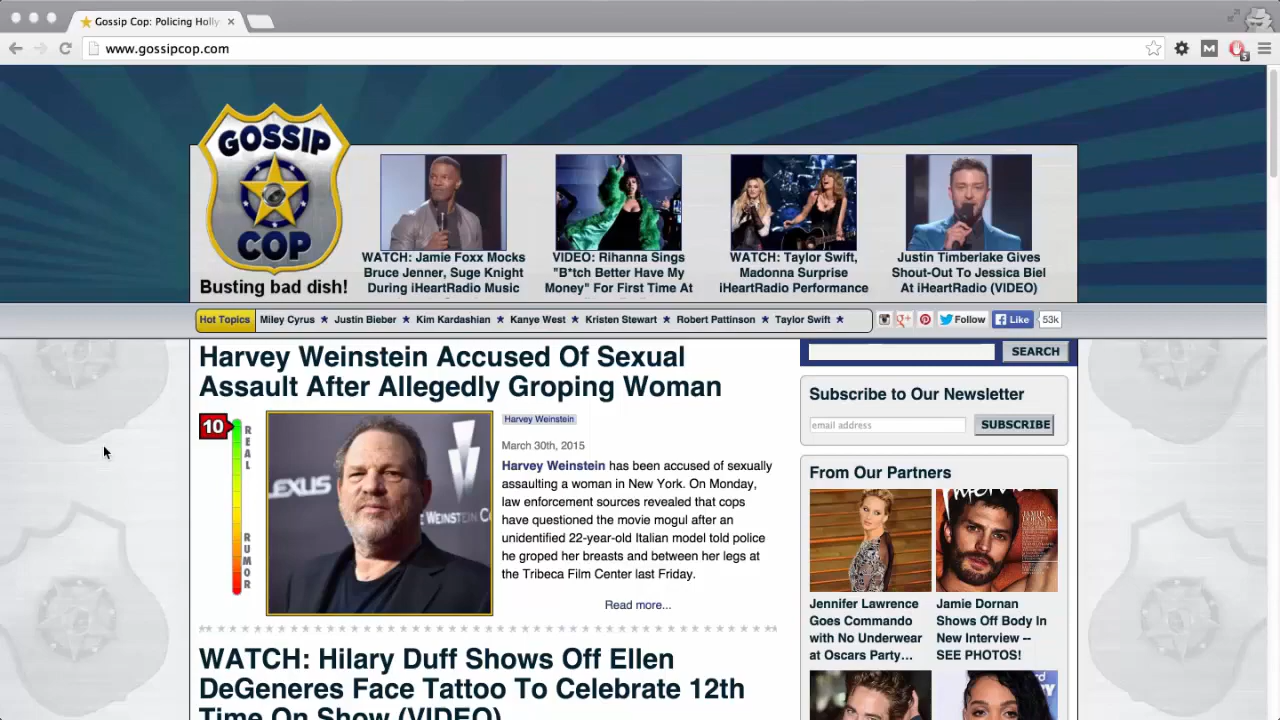 Gossip Cop: Policing Holly
www.gossipcop.com
5
GOSSIP
COP
Busting bad dish!
WATCH: Jamie Foxx Mocks
Bruce Jenner, Suge Knight
During iHeartRadio Music
VIDEO: Rihanna Sings
"B*tch Better Have My
Money" For First Time At
WATCH: Taylor Swift,
Madonna Surprise
iHeartRadio Performance
Justin Timberlake Gives
Shout-Out To Jessica Biel
At iHeartRadio (VIDEO)
Hot Topics Miley Cyrus ★ Justin Bieber ★ Kim Kardashian ★ Kanye West ★ Kristen Stewart ★ Robert Pattinson ★ Taylor Swift ★ Follow Like 53k
Harvey Weinstein Accused Of Sexual
Assault After Allegedly Groping Woman
10
REAL
RUMOR
LEXUS
WEINSTEIN CO
Harvey Weinstein
March 30th, 2015
Harvey Weinstein has been accused of sexually
assaulting a woman in New York. On Monday,
law enforcement sources revealed that cops
have questioned the movie mogul after an
unidentified 22-year-old Italian model told police
he groped her breasts and between her legs at
the Tribeca Film Center last Friday.
Read more...
WATCH: Hilary Duff Shows Off Ellen
DeGeneres Face Tattoo To Celebrate 12th
Time On Show (VIDEO)
SEARCH
Subscribe to Our Newsletter
email address
SUBSCRIBE
From Our Partners
JAMIE
DORNAN
Jennifer Lawrence
Goes Commando
with No Underwear
at Oscars Party…
Jamie Dornan
Shows Off Body In
New Interview --
SEE PHOTOS!